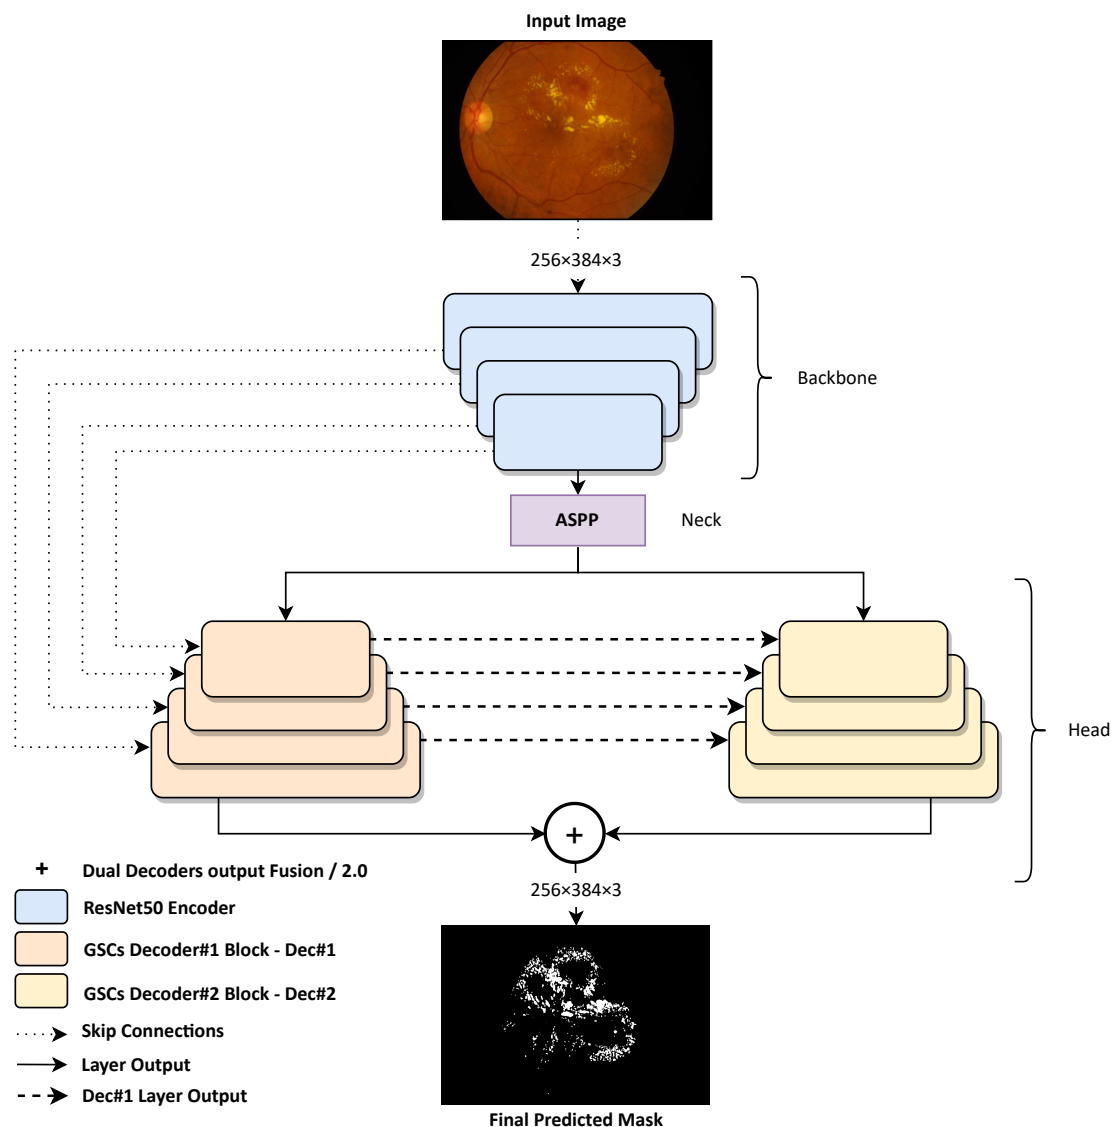 Input Image
256×384×3
Backbone
ASPP
Neck
Head
+
256×384×3
+ Dual Decoders output Fusion / 2.0
ResNet50 Encoder
GSCs Decoder#1 Block - Dec#1
GSCs Decoder#2 Block - Dec#2
Skip Connections
Layer Output
Dec#1 Layer Output
Final Predicted Mask